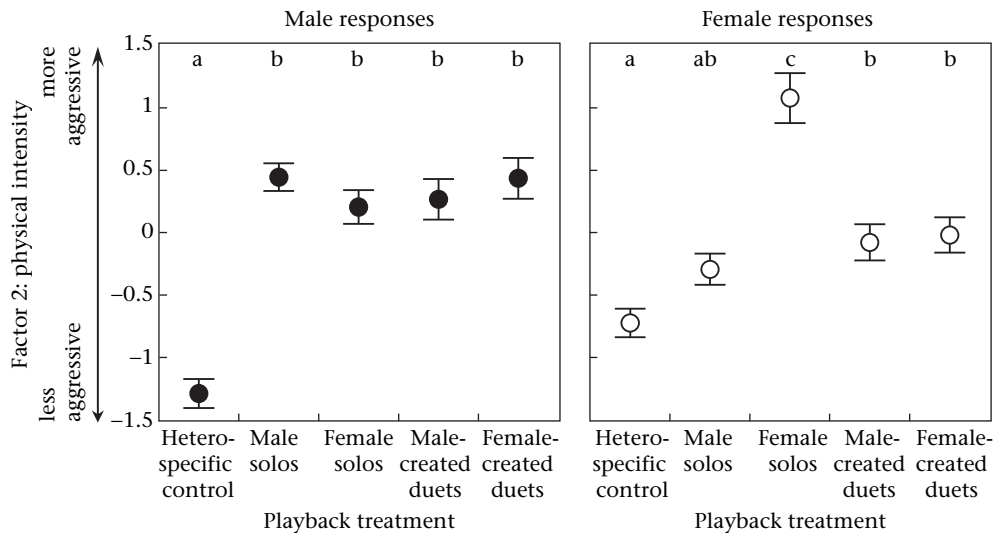 Male responses
Female responses
Factor 2: physical intensity
more
aggressive
less
aggressive
1.5
1
0.5
0
−0.5
−1
−1.5
a
b
b
b
b
a
ab
c
b
b
Hetero-
specific
control
Male
solos
Female
solos
Male-
created
duets
Female-
created
duets
Hetero-
specific
control
Male
solos
Female
solos
Male-
created
duets
Female-
created
duets
Playback treatment
Playback treatment